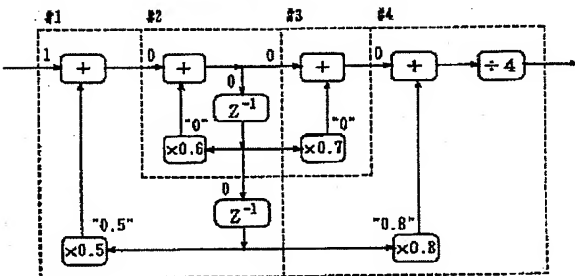 #1 #2 #3 #4
1 + 0 + 0 + 0 + ÷4
0
Z⁻¹
"0" "0"
×0.6 ×0.7
0
Z⁻¹
"0.5" "0.8"
×0.5 ×0.8